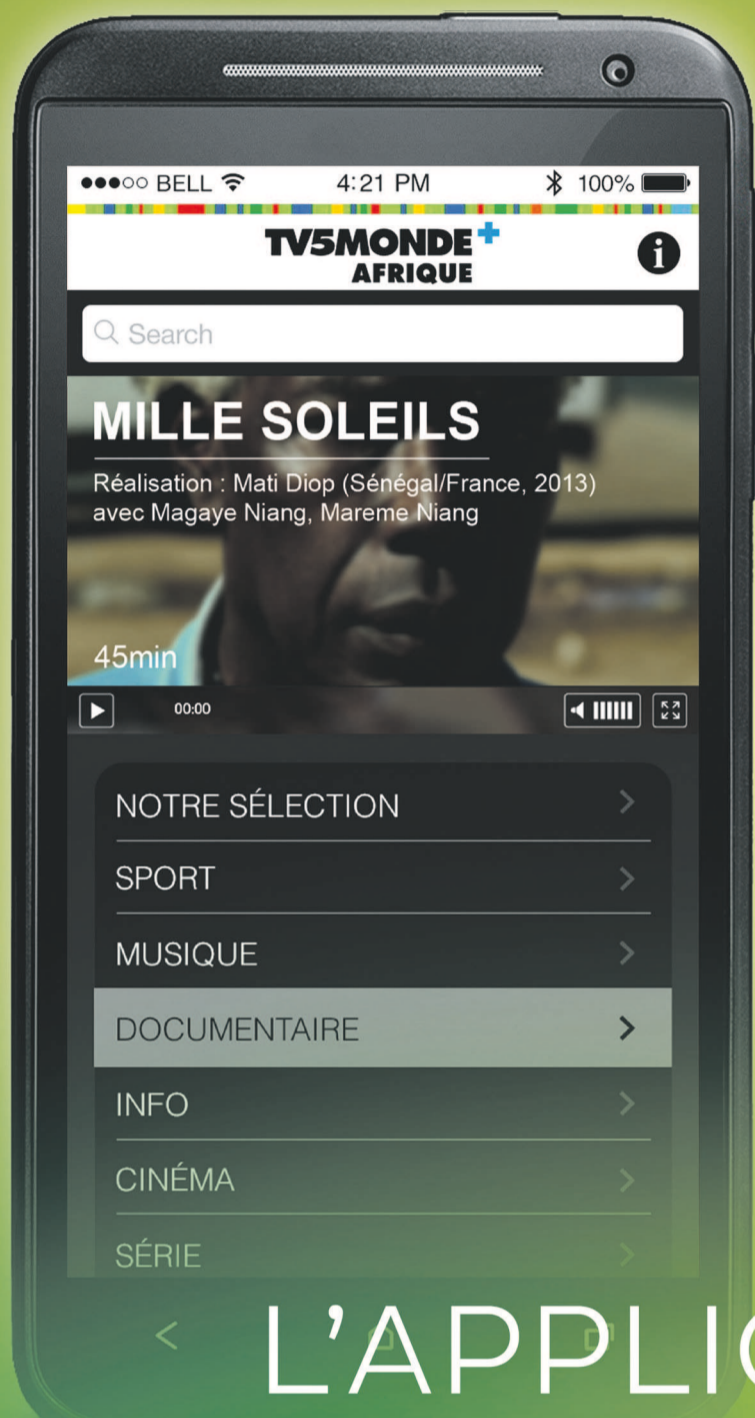 BELL 4:21 PM 100%
TV5MONDE+
AFRIQUE
i
Search
MILLE SOLEILS
Réalisation : Mati Diop (Sénégal/France, 2013)
avec Magaye Niang, Mareme Niang
45min
00:00
NOTRE SÉLECTION
SPORT
MUSIQUE
DOCUMENTAIRE
INFO
CINÉMA
SÉRIE
L’APPLI